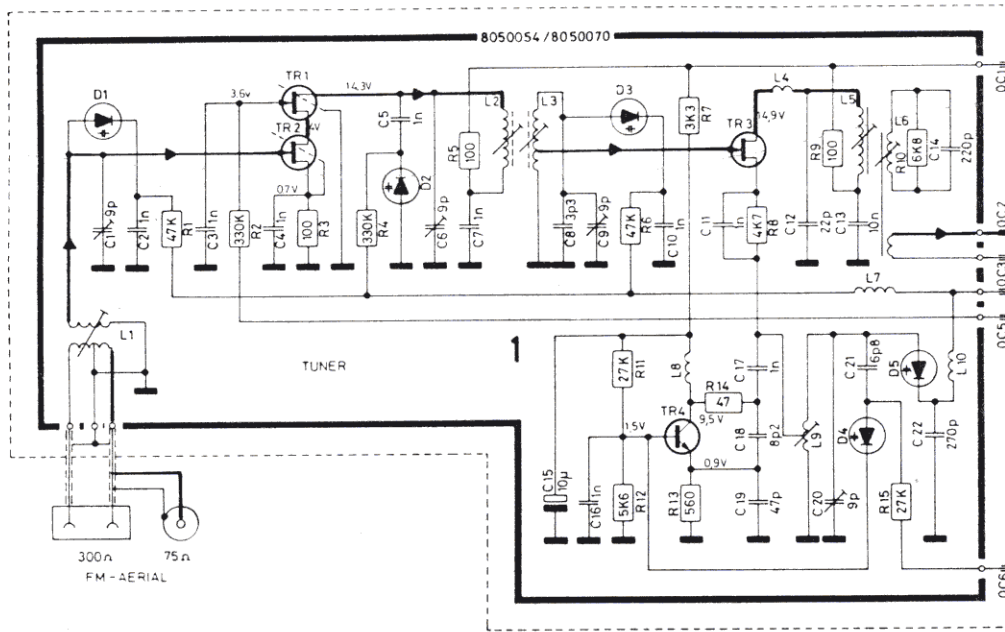 8050054/8050070
OC1
D1
TR1
3,6v
14,3V
L2
L3
D3
L4
L5
TR2
4V
C5
1n
3K3
R7
TR3
14,9V
L6
R5
100
D2
R9
100
R10
6K8
C14
220p
0,7V
C1
9p
C2
1n
47K
R1
C3
1n
330K
R2
C4
1n
100
R3
330K
R4
C6
9p
C7
1n
C8
3p3
C9
9p
47K
R6
C10
1n
C11
1n
4K7
R8
C12
22p
C13
10n
OC2
OC3
L7
OC5
L1
TUNER
1
27K
R11
L8
C17
1n
C21
6p8
D5
L10
R14
47
TR4
9,5V
1,5V
C18
8p2
L9
D4
C22
270p
0,9V
C15
10µ
C16
1n
5K6
R12
R13
560
C19
47p
C20
9p
R15
27K
300Ω
75Ω
FM-AERIAL
OC6